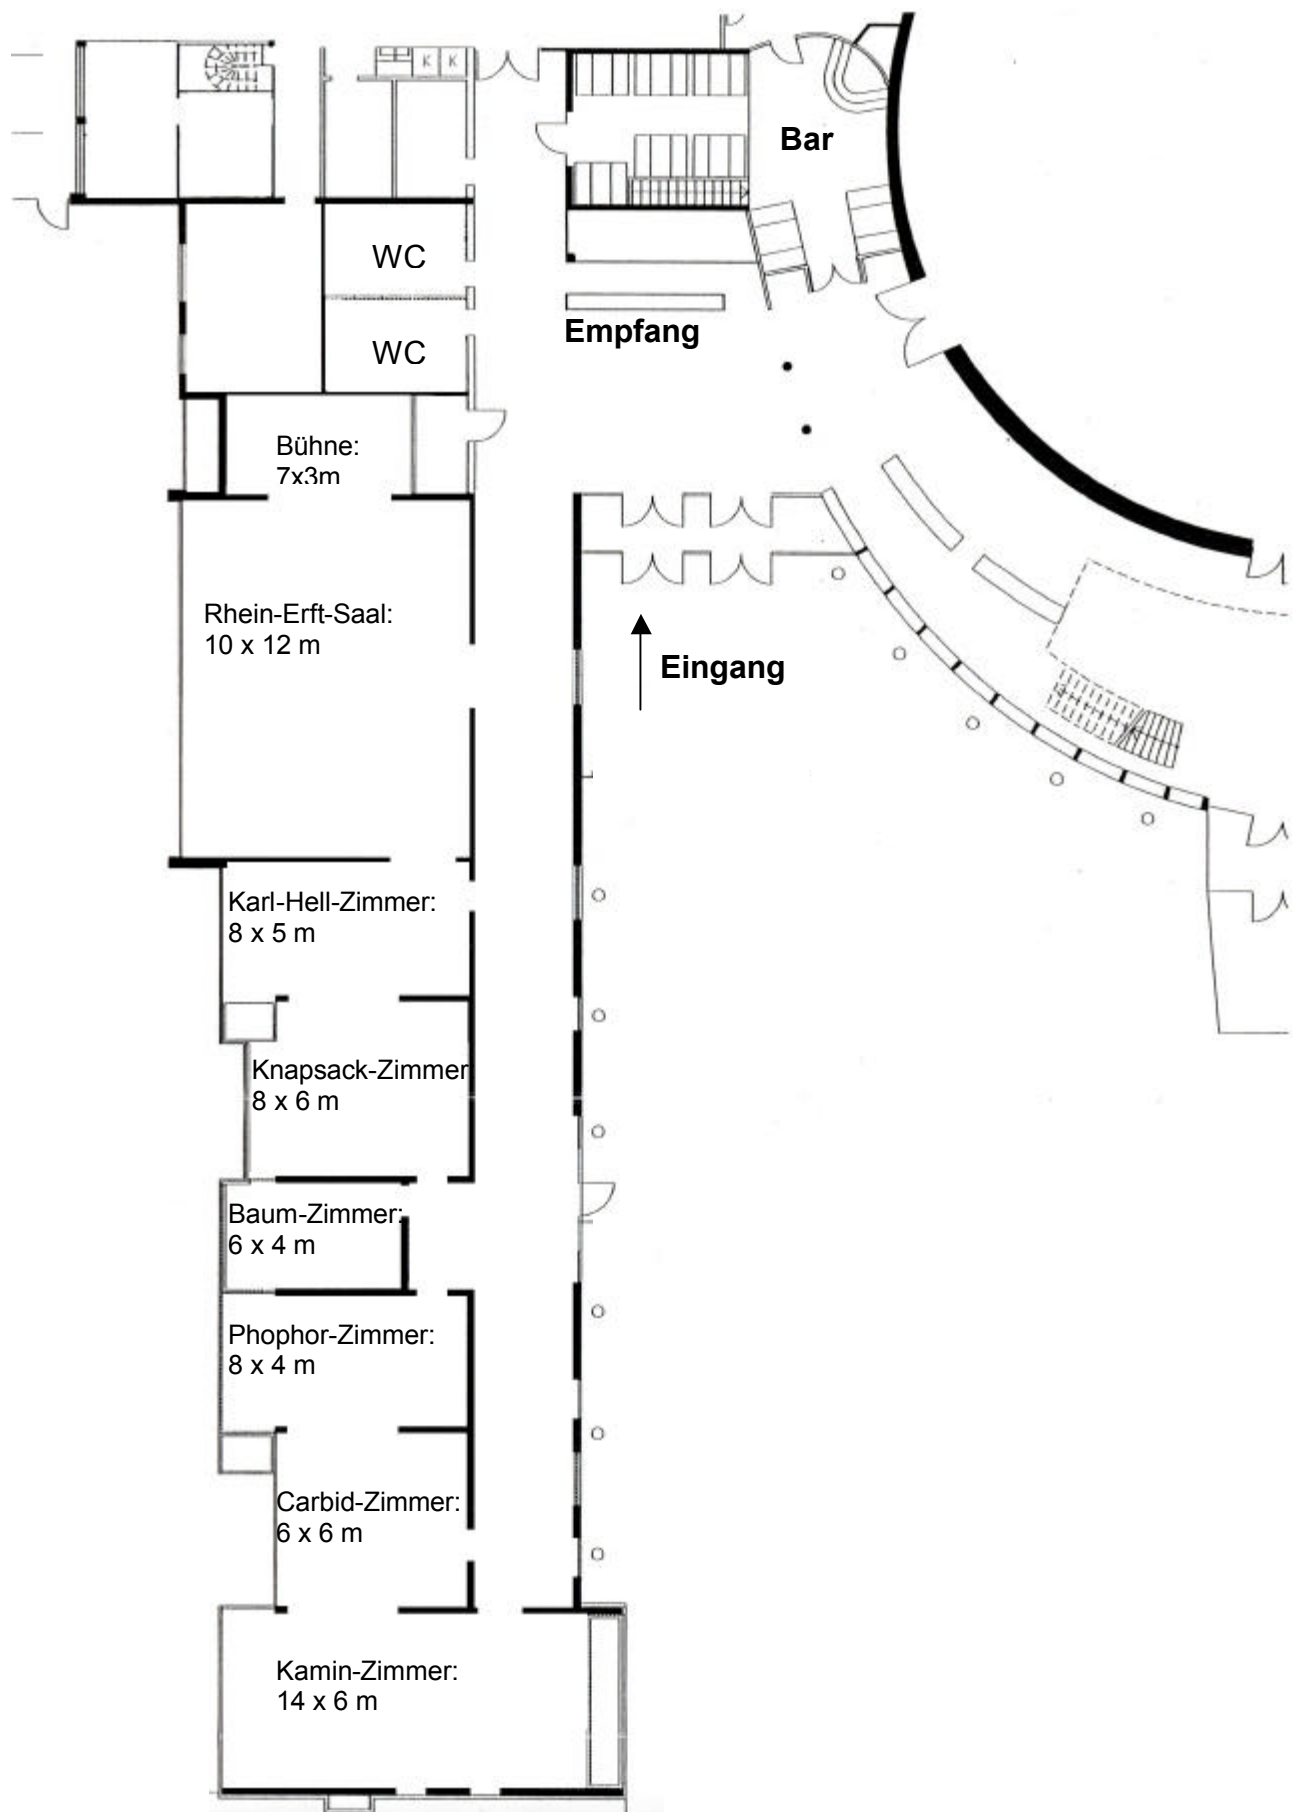 K K
Bar
WC
Empfang
WC
Bühne:
7x3m
Rhein-Erft-Saal:
10 x 12 m
Eingang
Karl-Hell-Zimmer:
8 x 5 m
Knapsack-Zimmer
8 x 6 m
Baum-Zimmer:
6 x 4 m
Phophor-Zimmer:
8 x 4 m
Carbid-Zimmer:
6 x 6 m
Kamin-Zimmer:
14 x 6 m